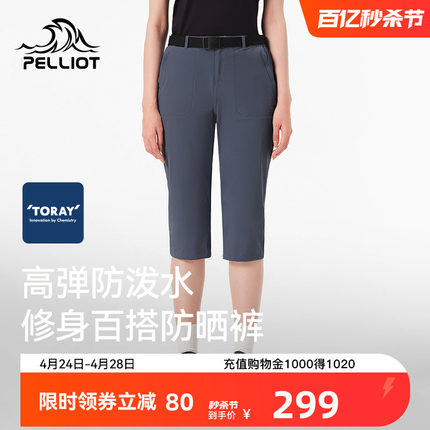 百亿秒杀节
PELLIOT
'TORAY'
Innovation by Chemistry
高弹防泼水
修身百搭防晒裤
4月24日-4月28日
充值购物金1000得1020
限时领券立减 80
秒杀节
到手价 ¥ 299